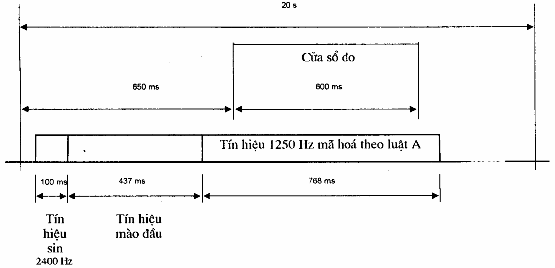 20 s
Cửa sổ đo
650 ms
600 ms
Tín hiệu 1250 Hz mã hoá theo luật A
100 ms
437 ms
768 ms
Tín
hiệu
sin
2400 Hz
Tín hiệu
mào đầu